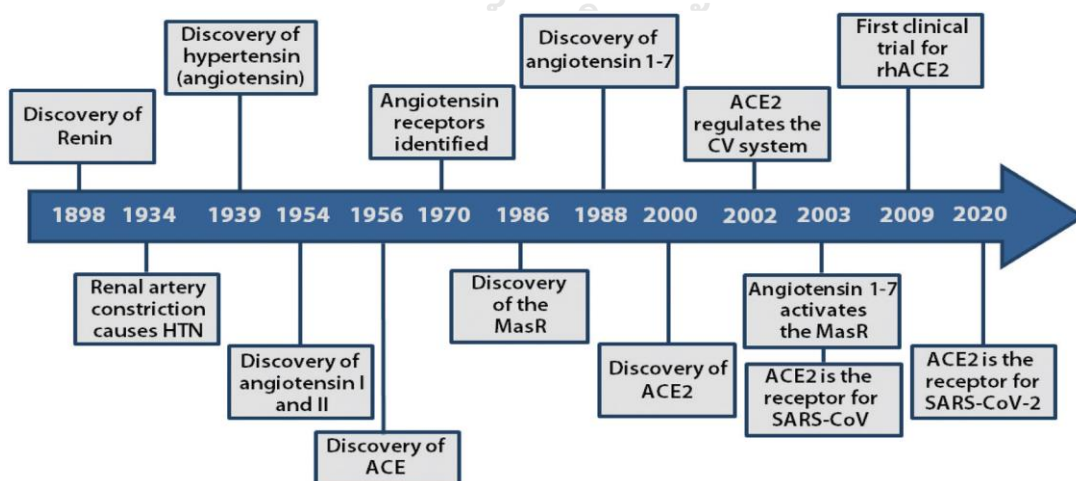 Discovery of
hypertensin
(angiotensin)
Discovery of
angiotensin 1-7
First clinical
trial for
rhACE2
Discovery of
Renin
Angiotensin
receptors
identified
ACE2
regulates the
CV system
1898 1934 1939 1954 1956 1970 1986 1988 2000 2002 2003 2009 2020
Renal artery
constriction
causes HTN
Discovery
of the
MasR
Angiotensin 1-7
activates
the MasR
Discovery of
angiotensin I
and II
Discovery of
ACE2
ACE2 is the
receptor for
SARS-CoV
ACE2 is the
receptor for
SARS-CoV-2
Discovery of
ACE